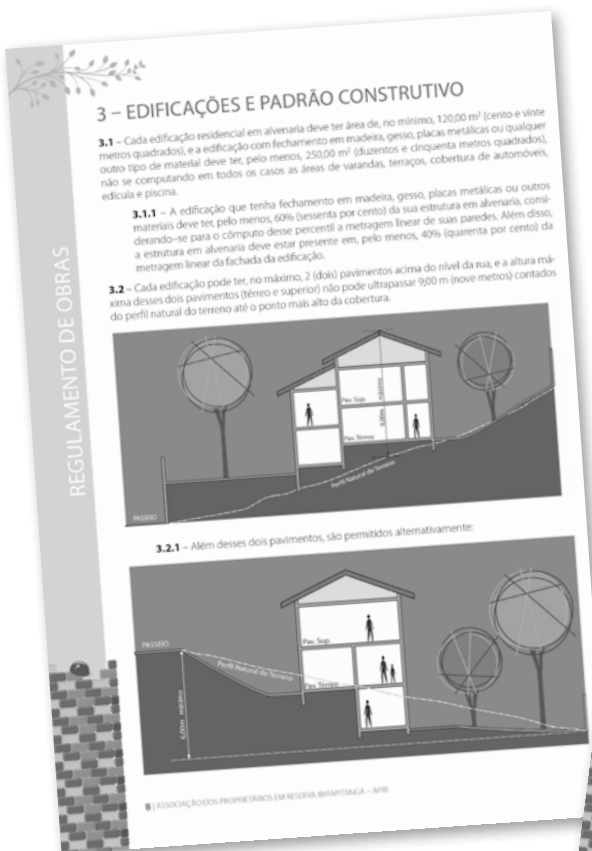 3 – EDIFICAÇÕES E PADRÃO CONSTRUTIVO
3.1 – Cada edificação residencial em alvenaria deve ter área de, no mínimo, 120,00 m² (cento e vinte
metros quadrados), e a edificação com fechamento em madeira, gesso, placas metálicas ou qualquer
outro tipo de material deve ter, pelo menos, 250,00 m² (duzentos e cinquenta metros quadrados),
não se computando em todos os casos as áreas de varandas, terraços, cobertura de automóveis,
edícula e piscina.
3.1.1 – A edificação que tenha fechamento em madeira, gesso, placas metálicas ou outros
materiais deve ter, pelo menos, 60% (sessenta por cento) da sua estrutura em alvenaria, consi-
derando–se para o cômputo desse percentil a metragem linear de suas paredes. Além disso,
a estrutura em alvenaria deve estar presente em, pelo menos, 40% (quarenta por cento) da
metragem linear da fachada da edificação.
3.2 – Cada edificação pode ter, no máximo, 2 (dois) pavimentos acima do nível da rua, e a altura má-
xima desses dois pavimentos (térreo e superior) não pode ultrapassar 9,00 m (nove metros) contados
do perfil natural do terreno até o ponto mais alto da cobertura.
Pav. Sup.
9,00m máximo
Pav. Térreo
Perfil Natural do Terreno
PASSEIO
3.2.1 – Além desses dois pavimentos, são permitidos alternativamente:
PASSEIO
Pav. Sup.
Perfil Natural do Terreno
Pav. Térreo
6,00m mínimo
8 | ASSOCIAÇÃO DOS PROPRIETÁRIOS EM RESERVA IBIRAPITANGA – APRI
REGULAMENTO DE OBRAS